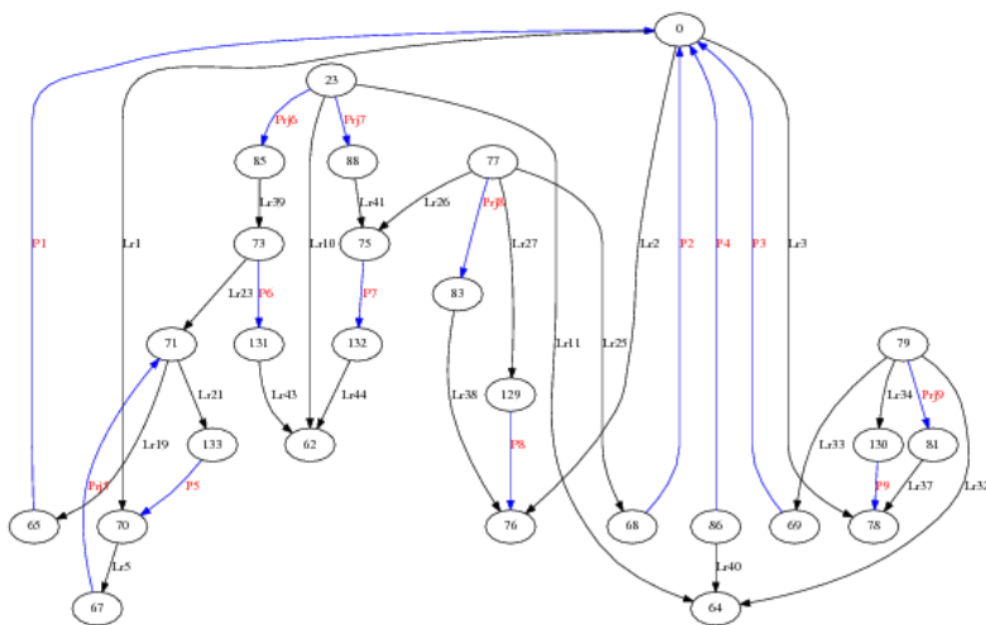 0
23
Prj6 Prj7
85 88 77
Lr39 Lr41 Lr26 Prj8
P1 Lr1 73 Lr10 75 Lr27 Lr2 P2 P4 P3 Lr3
Lr23 P6 P7 83
71 131 132 Lr11 Lr25 79
Lr21 Lr43 Lr44 Lr38 129 Lr34 Prj9
Lr19 133 62 P8 Lr33 130 81
Prj5 P5 P9 Lr37 Lr32
65 70 76 68 86 69 78
Lr5 Lr40
67 64